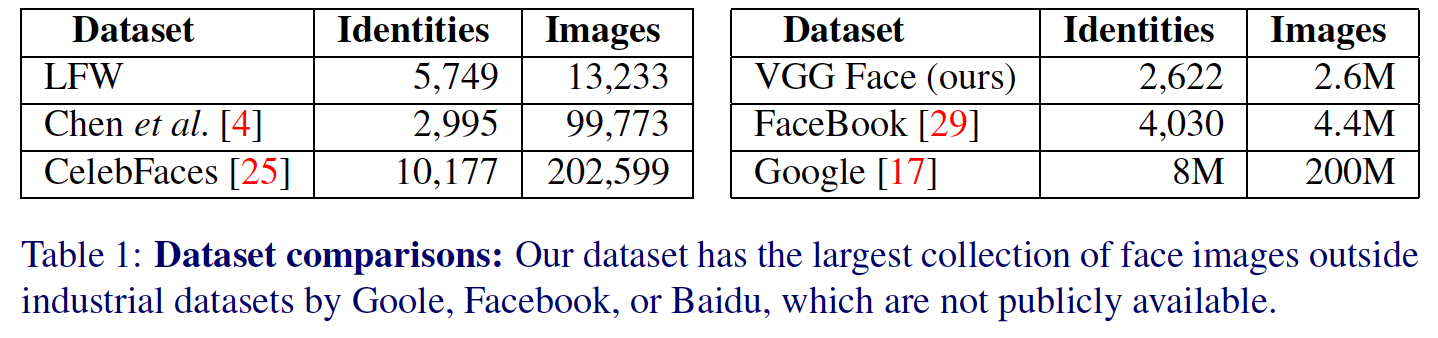 Dataset Identities Images
LFW 5,749 13,233
Chen et al. [4] 2,995 99,773
CelebFaces [25] 10,177 202,599
Dataset Identities Images
VGG Face (ours) 2,622 2.6M
FaceBook [29] 4,030 4.4M
Google [17] 8M 200M
Table 1: Dataset comparisons: Our dataset has the largest collection of face images outside
industrial datasets by Goole, Facebook, or Baidu, which are not publicly available.